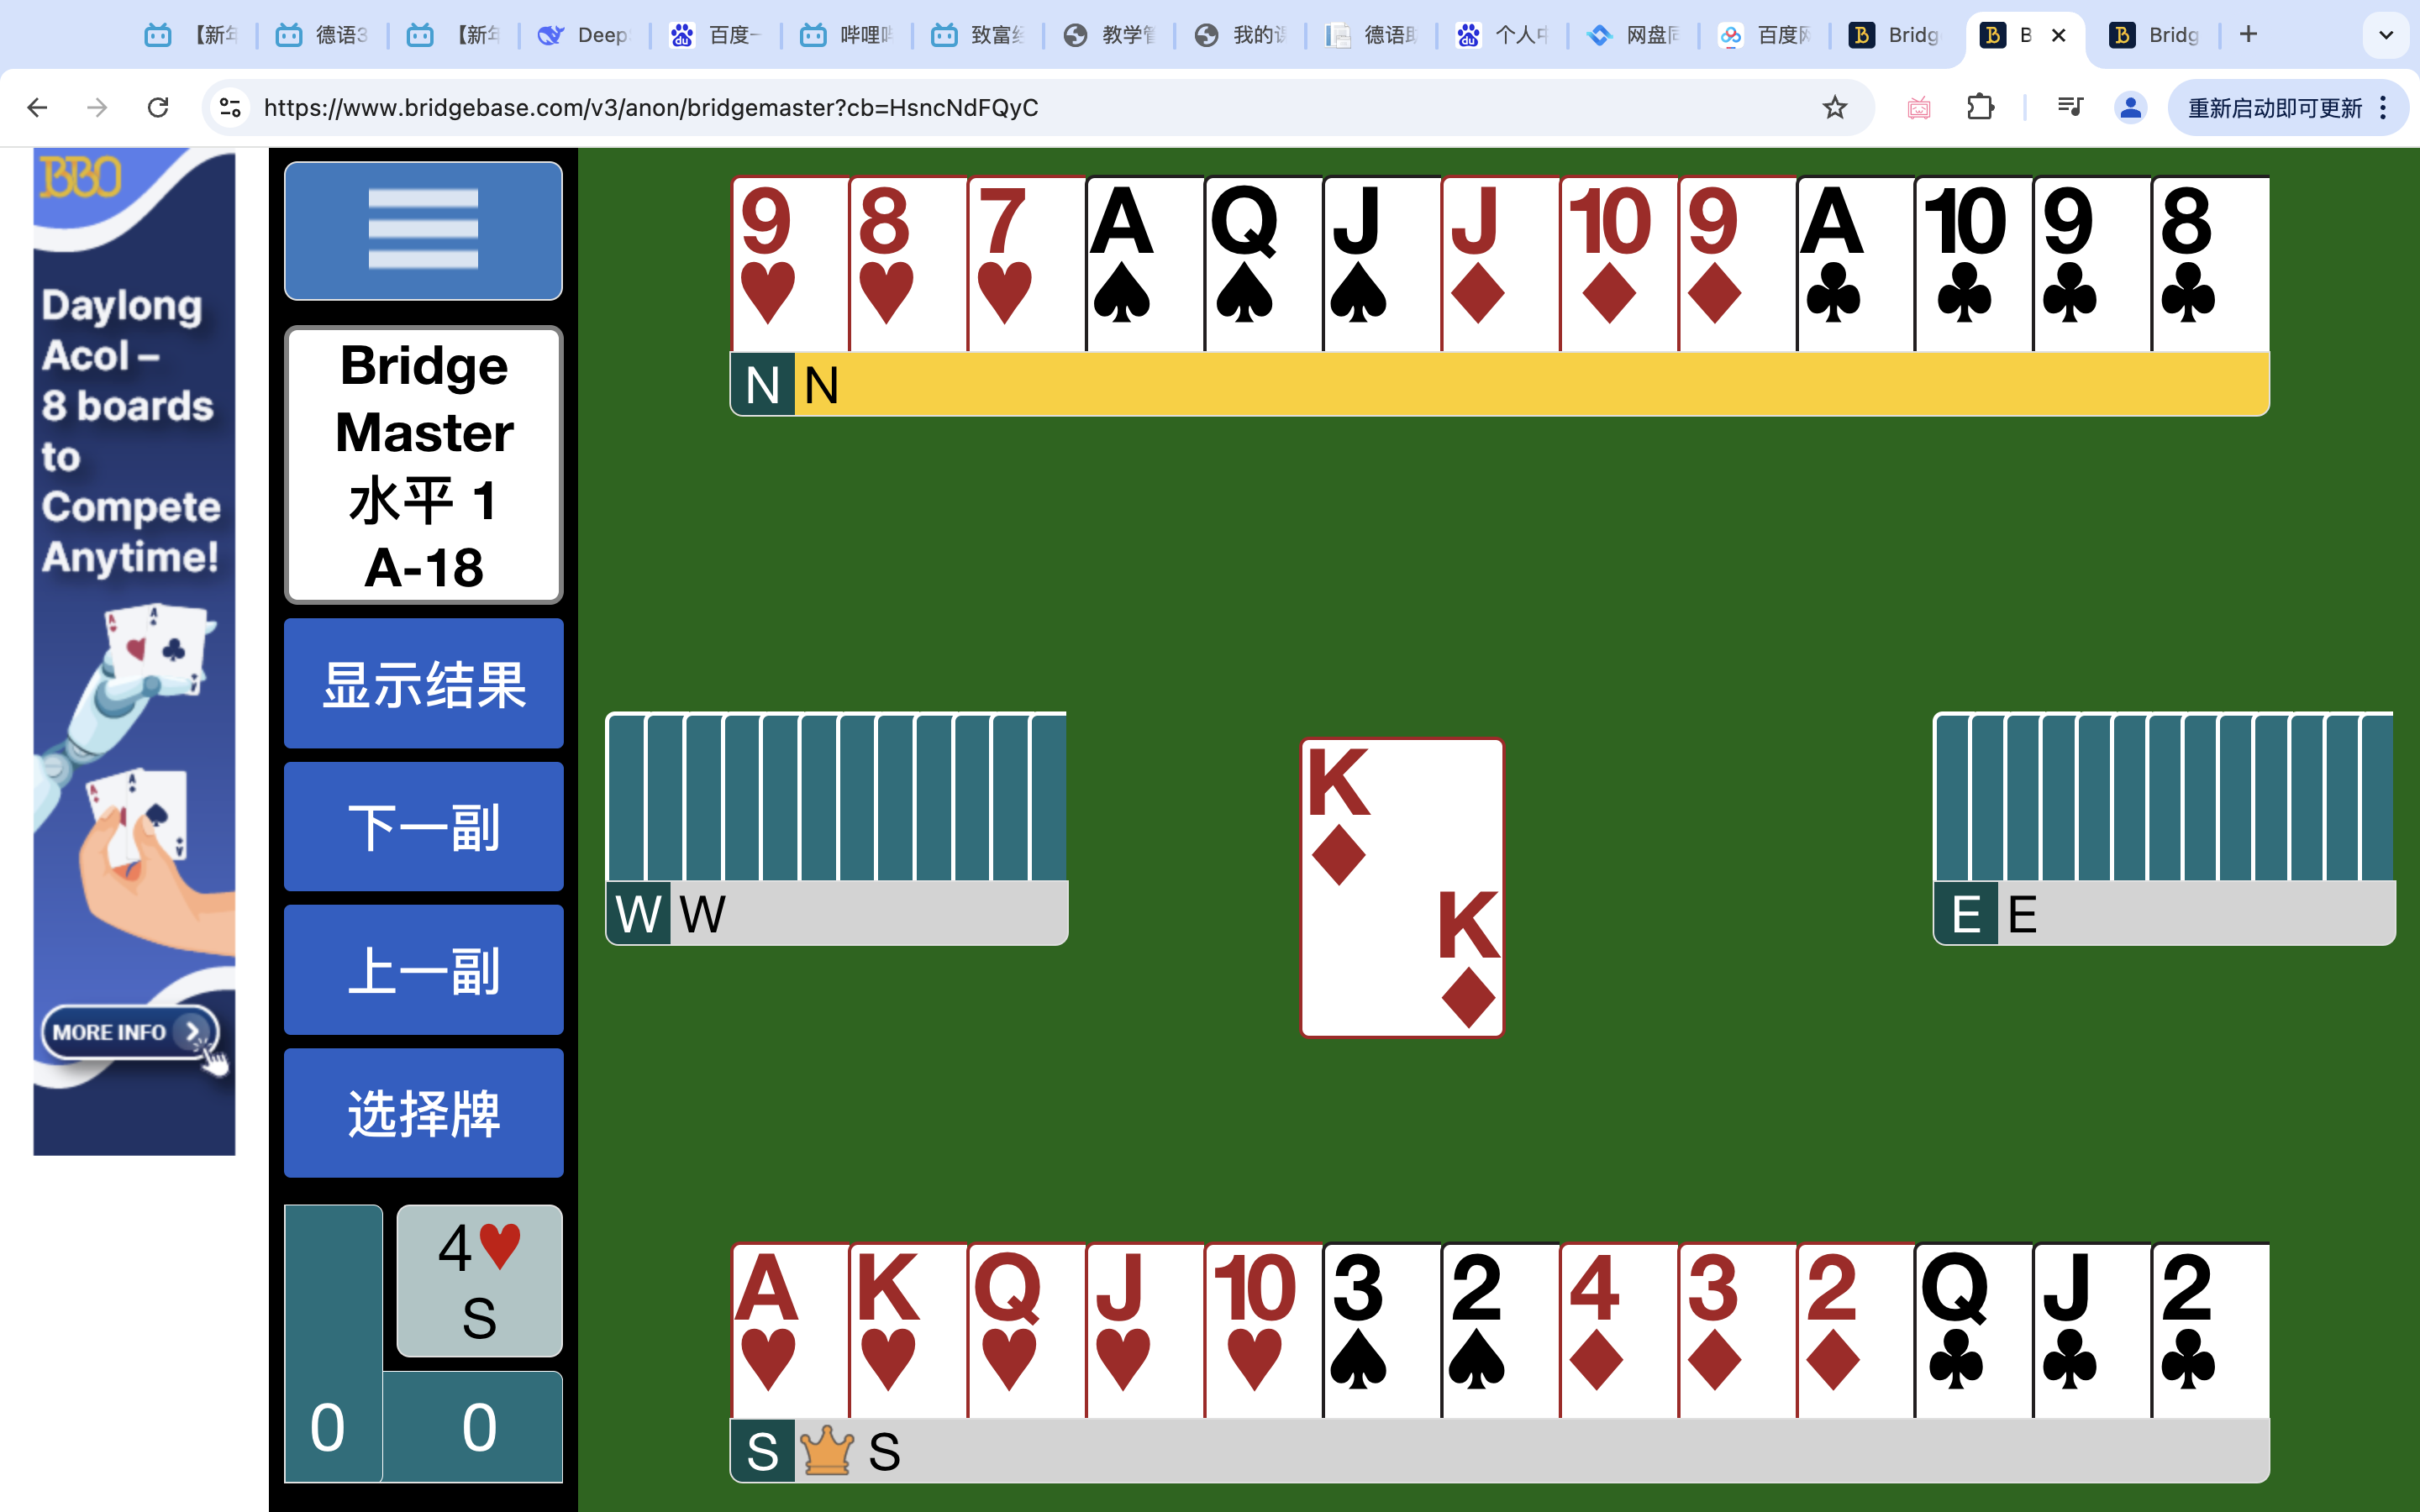 【新年
德语3
【新年
Deep
百度一
哔哩哔
致富经
教学管
我的课
德语助
个人中
网盘同
百度网
Bridg
B
Bridg
https://www.bridgebase.com/v3/anon/bridgemaster?cb=HsncNdFQyC
重新启动即可更新
BBO
Daylong
Acol –
8 boards
to
Compete
Anytime!
MORE INFO
Bridge
Master
水平 1
A-18
显示结果
下一副
上一副
选择牌
4♥
S
0
0
9♥ 8♥ 7♥ A♠ Q♠ J♠ J♦ 10♦ 9♦ A♣ 10♣ 9♣ 8♣
N N
W W
K♦
K♦
E E
A♥ K♥ Q♥ J♥ 10♥ 3♠ 2♠ 4♦ 3♦ 2♦ Q♣ J♣ 2♣
S S